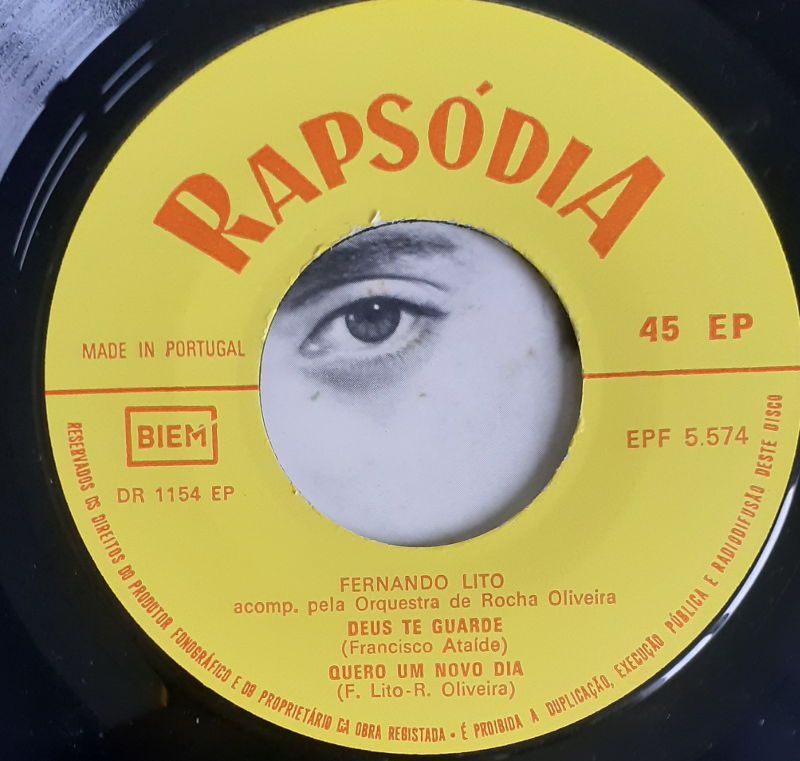 RAPSÓDIA
45 EP
MADE IN PORTUGAL
BIEM
DR 1154 EP
EPF 5.574
FERNANDO LITO
acomp. pela Orquestra de Rocha Oliveira
DEUS TE GUARDE
(Francisco Ataíde)
QUERO UM NOVO DIA
(F. Lito-R. Oliveira)
RESERVADOS OS DIREITOS DO PRODUTOR FONOGRÁFICO E DO PROPRIETÁRIO DA OBRA REGISTADA • É PROIBIDA A DUPLICAÇÃO, EXECUÇÃO PÚBLICA E RADIODIFUSÃO DESTE DISCO